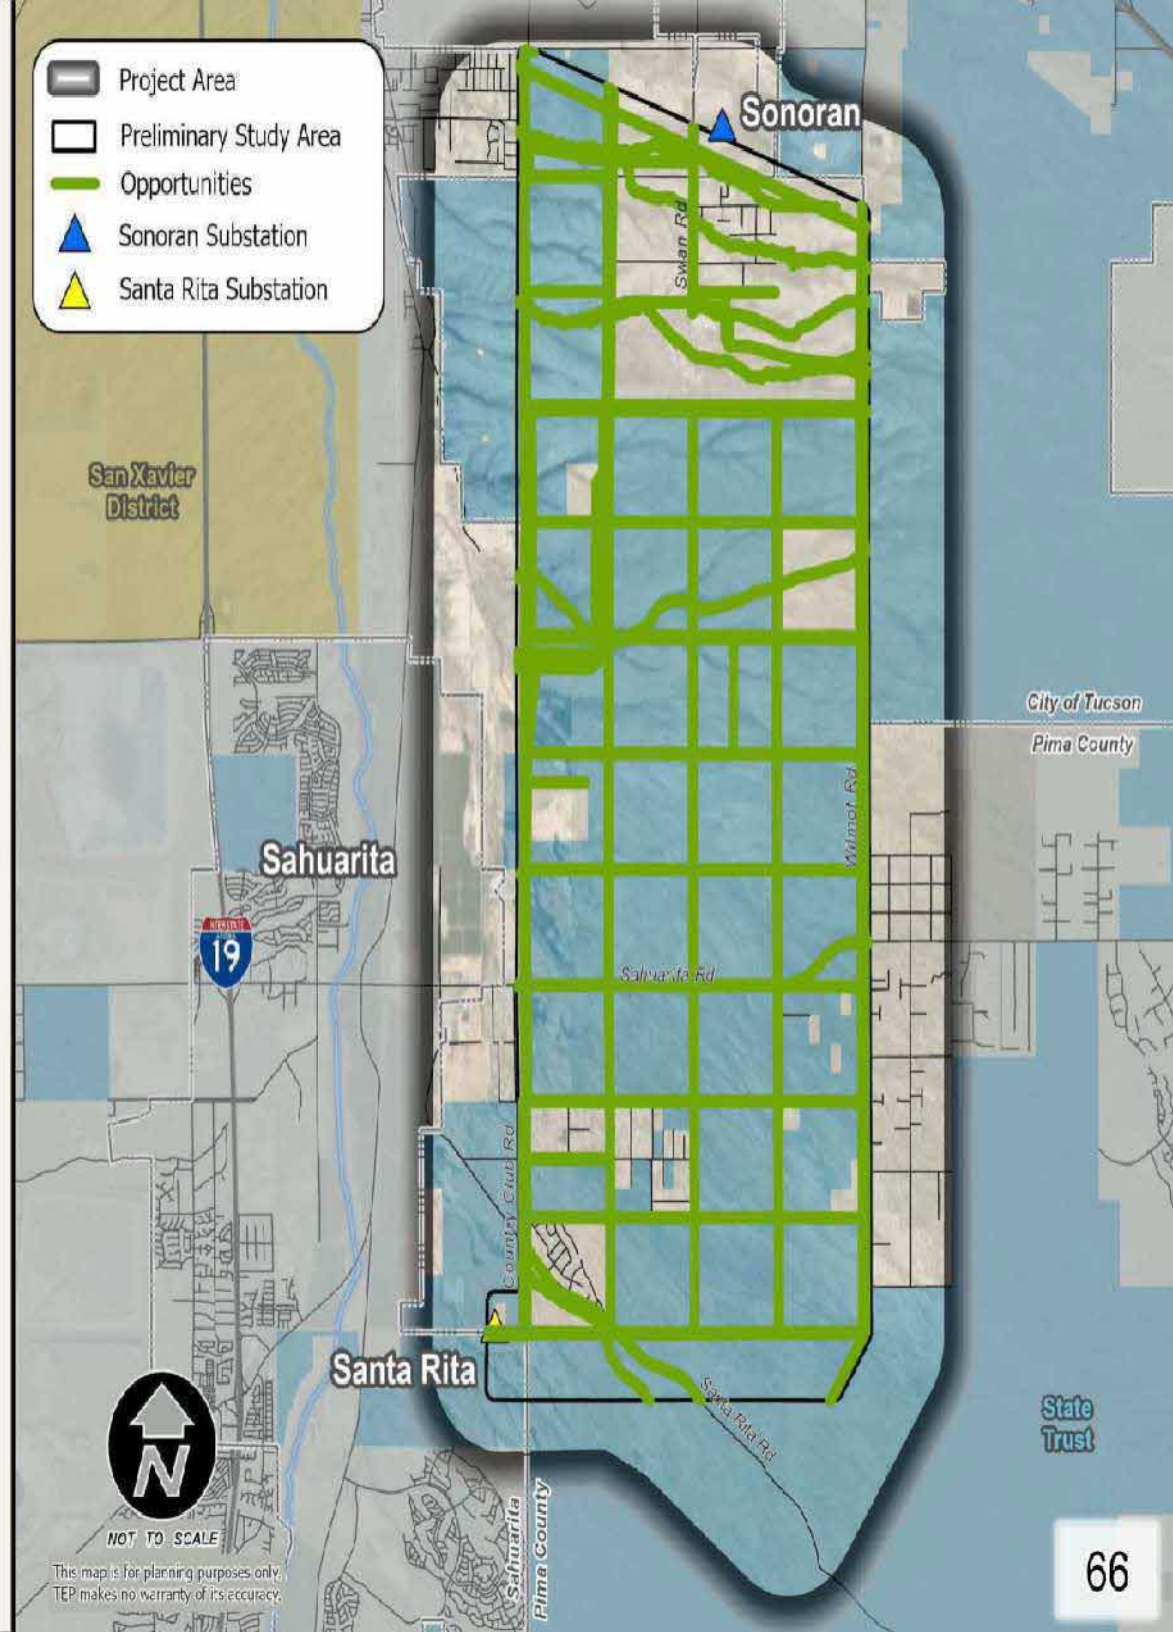 Project Area
Preliminary Study Area
Opportunities
Sonoran Substation
Santa Rita Substation
Sonoran
Swan Rd
San Xavier
District
City of Tucson
Pima County
Wilmot Rd
Sahuarita
INTERSTATE
19
Sahuarita Rd
Country Club Rd
Santa Rita
Santa Rita Rd
State
Trust
N
NOT TO SCALE
This map is for planning purposes only.
TEP makes no warranty of its accuracy.
Sahuarita
Pima County
66